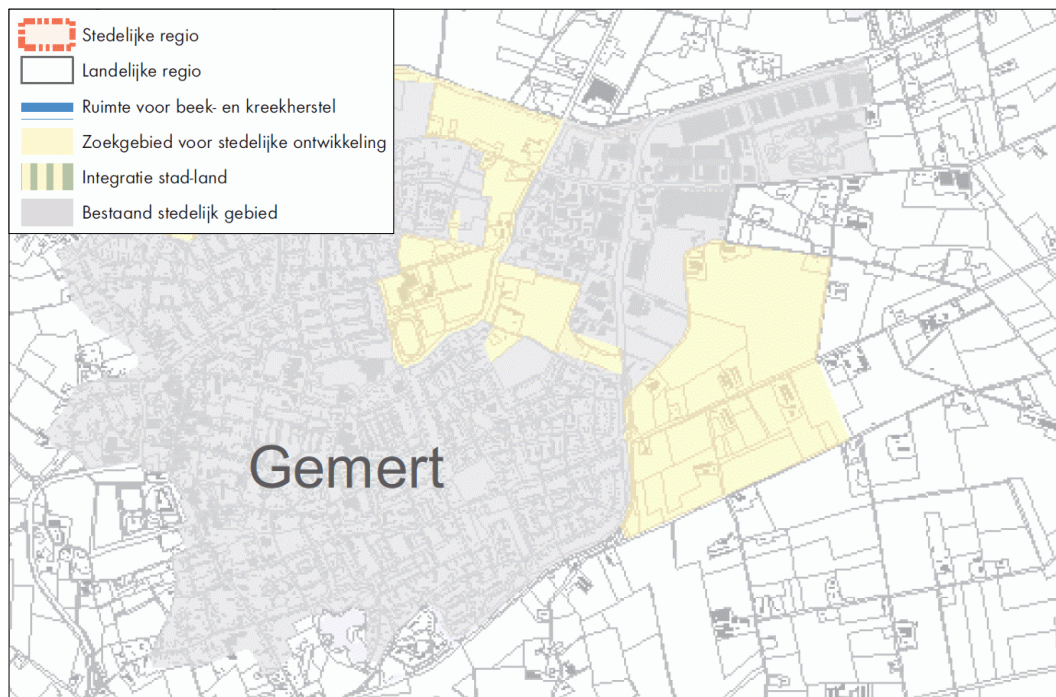 Stedelijke regio
Landelijke regio
Ruimte voor beek- en kreekherstel
Zoekgebied voor stedelijke ontwikkeling
Integratie stad-land
Bestaand stedelijk gebied
Gemert